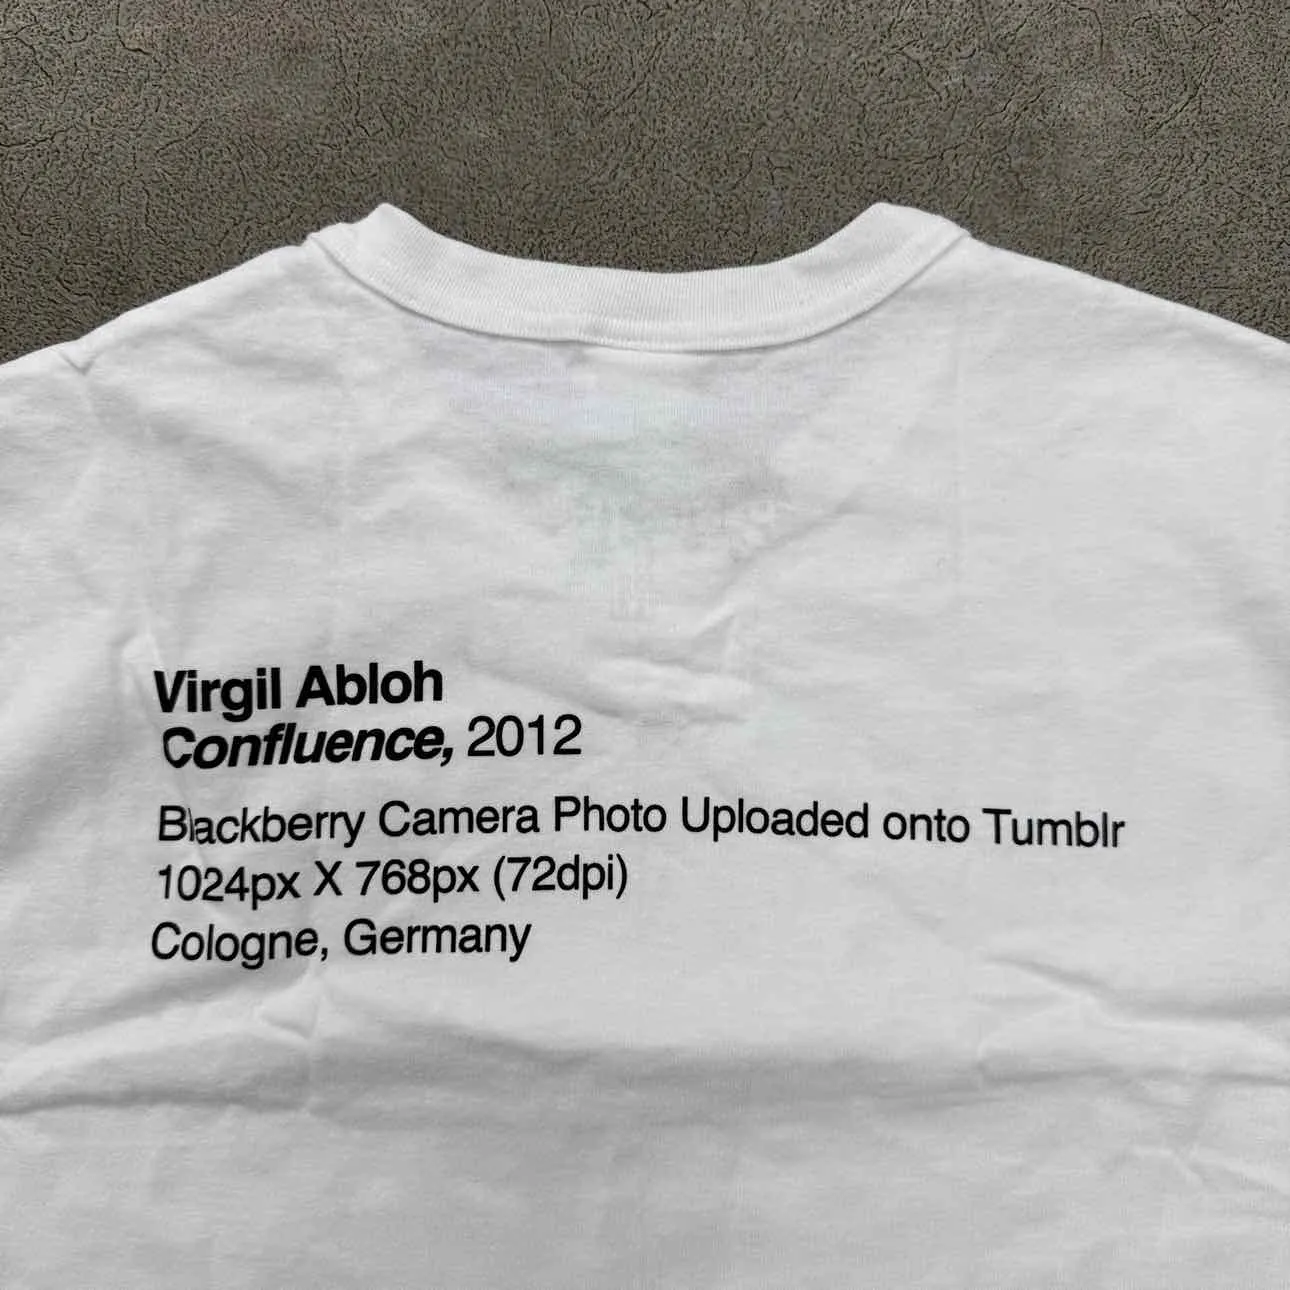 Virgil Abloh
Confluence, 2012
Blackberry Camera Photo Uploaded onto Tumblr
1024px X 768px (72dpi)
Cologne, Germany